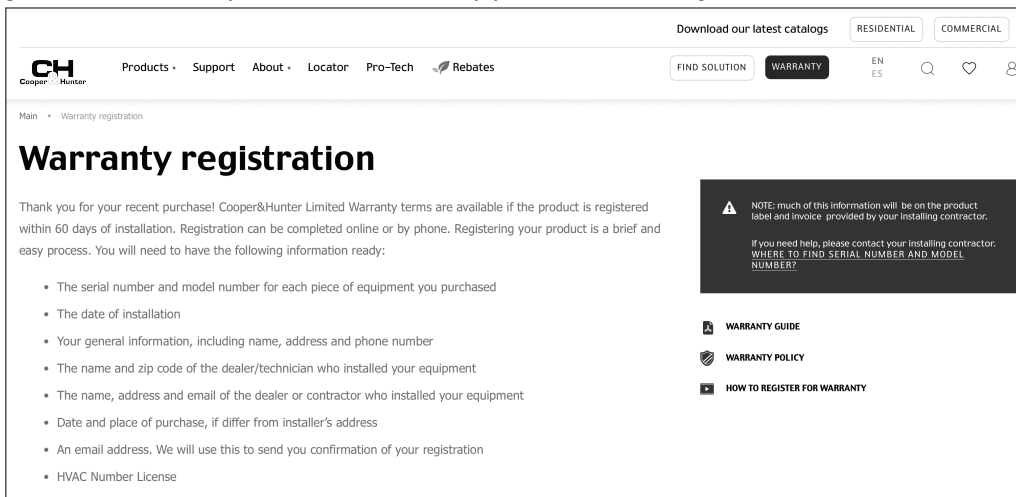 Download our latest catalogs RESIDENTIAL COMMERCIAL
CH
Cooper&Hunter
Products Support About Locator Pro-Tech Rebates
FIND SOLUTION WARRANTY EN
ES
Main • Warranty registration
Warranty registration
Thank you for your recent purchase! Cooper&Hunter Limited Warranty terms are available if the product is registered
within 60 days of installation. Registration can be completed online or by phone. Registering your product is a brief and
easy process. You will need to have the following information ready:
• The serial number and model number for each piece of equipment you purchased
• The date of installation
• Your general information, including name, address and phone number
• The name and zip code of the dealer/technician who installed your equipment
• The name, address and email of the dealer or contractor who installed your equipment
• Date and place of purchase, if differ from installer's address
• An email address. We will use this to send you confirmation of your registration
• HVAC Number License
NOTE: much of this information will be on the product
label and invoice provided by your installing contractor.
If you need help, please contact your installing contractor.
WHERE TO FIND SERIAL NUMBER AND MODEL
NUMBER?
WARRANTY GUIDE
WARRANTY POLICY
HOW TO REGISTER FOR WARRANTY